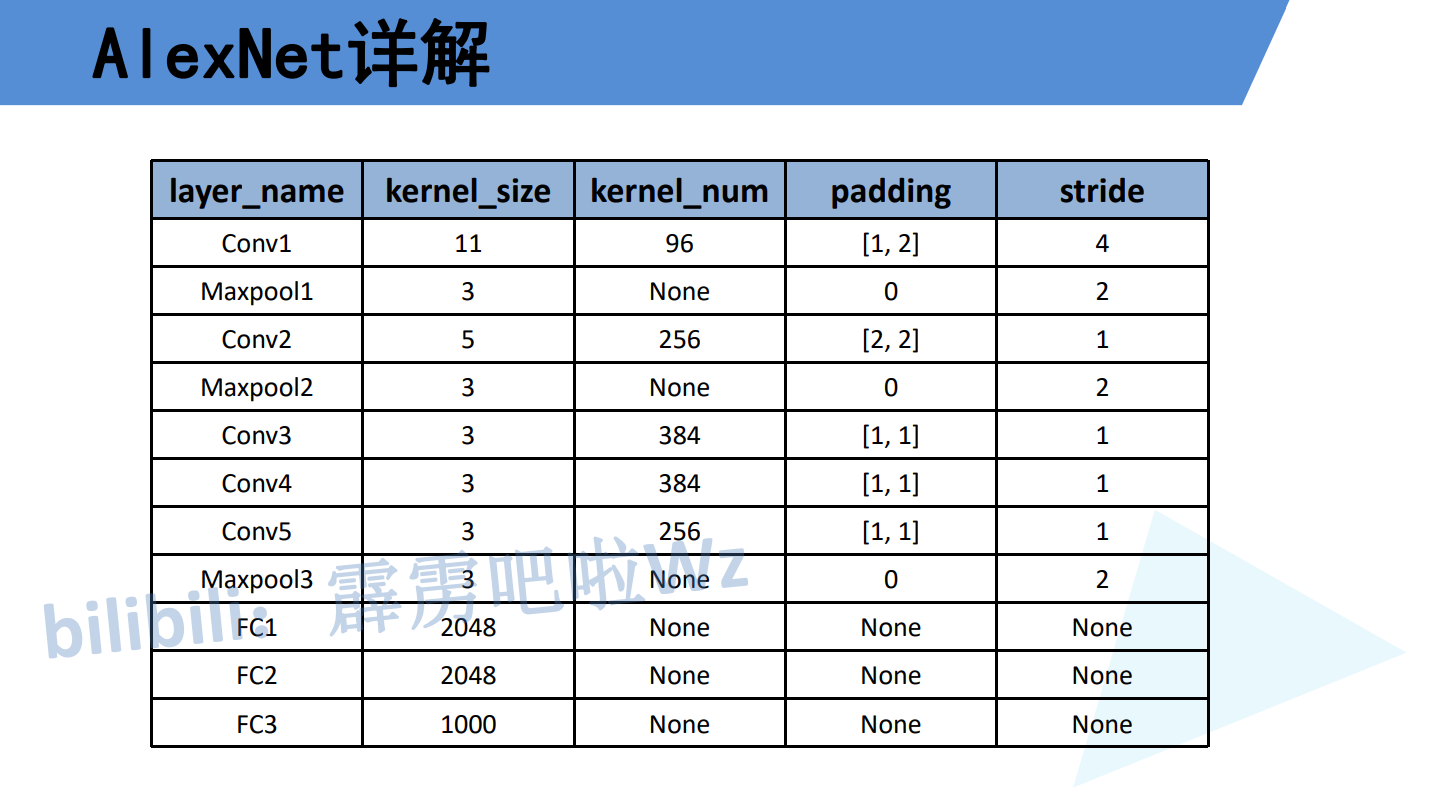 AlexNet详解
layer_name kernel_size kernel_num padding stride
Conv1 11 96 [1, 2] 4
Maxpool1 3 None 0 2
Conv2 5 256 [2, 2] 1
Maxpool2 3 None 0 2
Conv3 3 384 [1, 1] 1
Conv4 3 384 [1, 1] 1
Conv5 3 256 [1, 1] 1
Maxpool3 3 None 0 2
FC1 2048 None None None
FC2 2048 None None None
FC3 1000 None None None
bilibili: 霹雳吧啦Wz